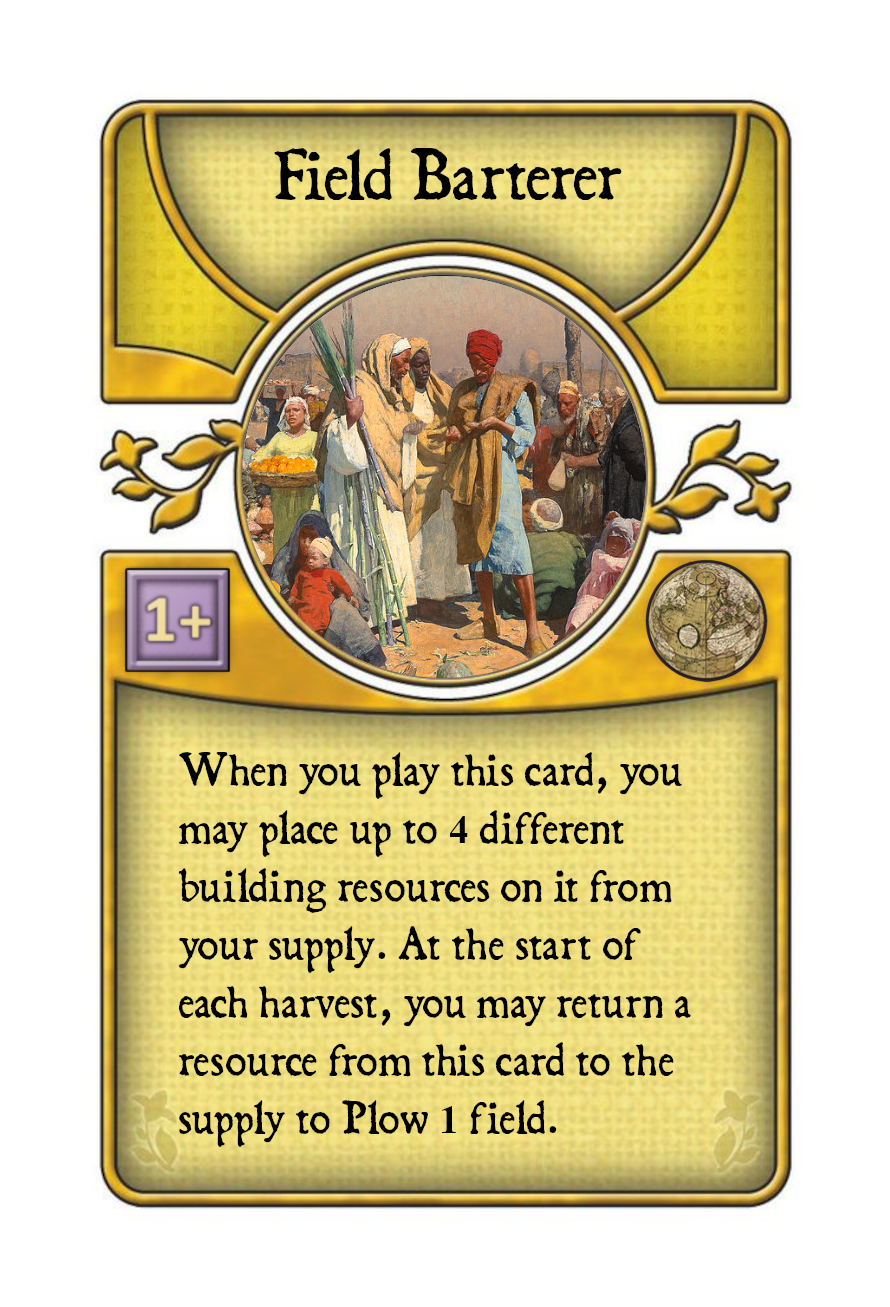 Field Barterer
1+
When you play this card, you
may place up to 4 different
building resources on it from
your supply. At the start of
each harvest, you may return a
resource from this card to the
supply to Plow 1 field.